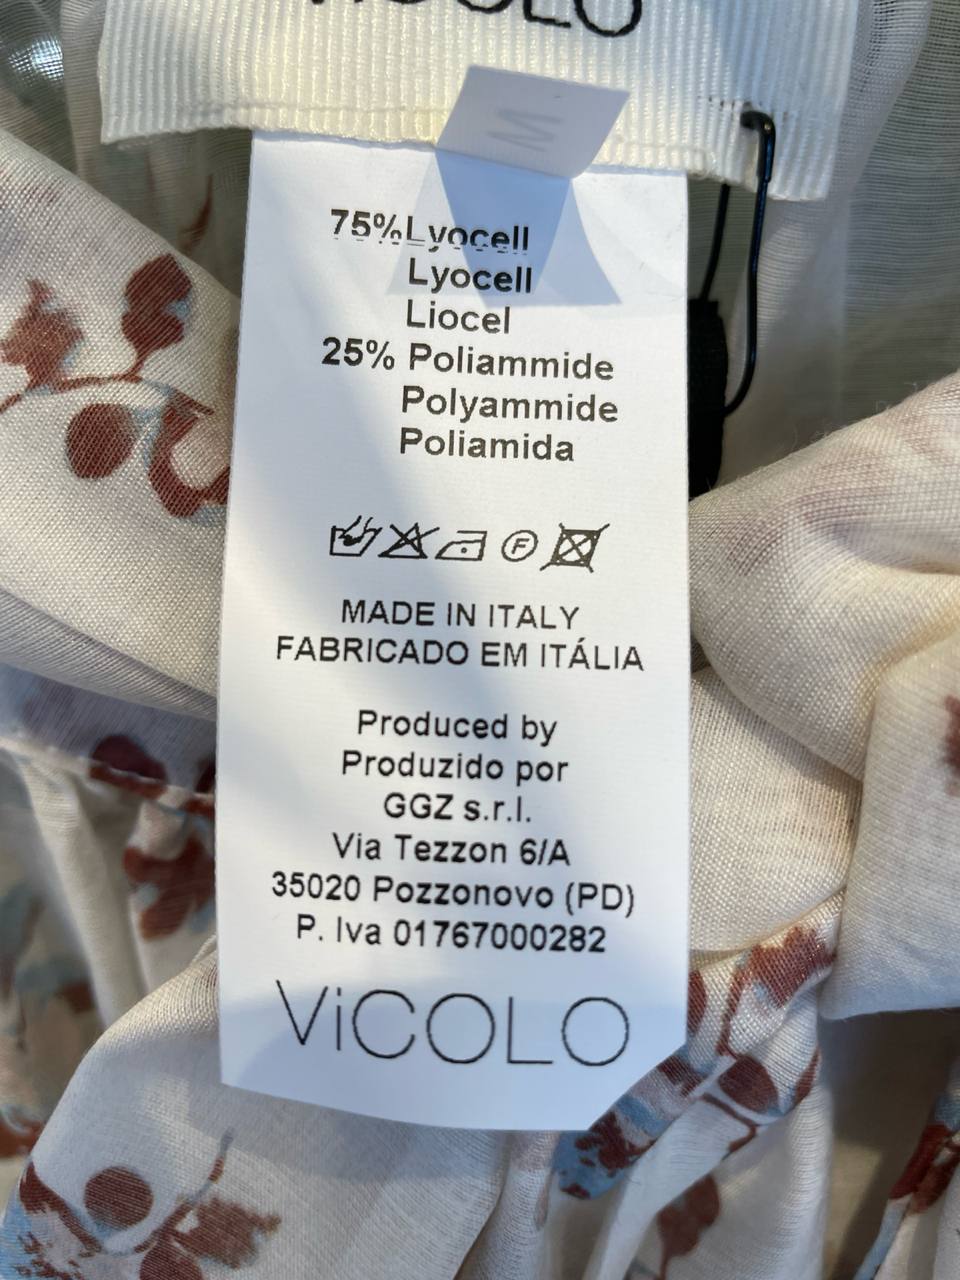 ViCOLO
M
75%Lyocell
Lyocell
Liocel
25% Poliammide
Polyammide
Poliamida
F
MADE IN ITALY
FABRICADO EM ITÁLIA
Produced by
Produzido por
GGZ s.r.l.
Via Tezzon 6/A
35020 Pozzonovo (PD)
P. Iva 01767000282
ViCOLO